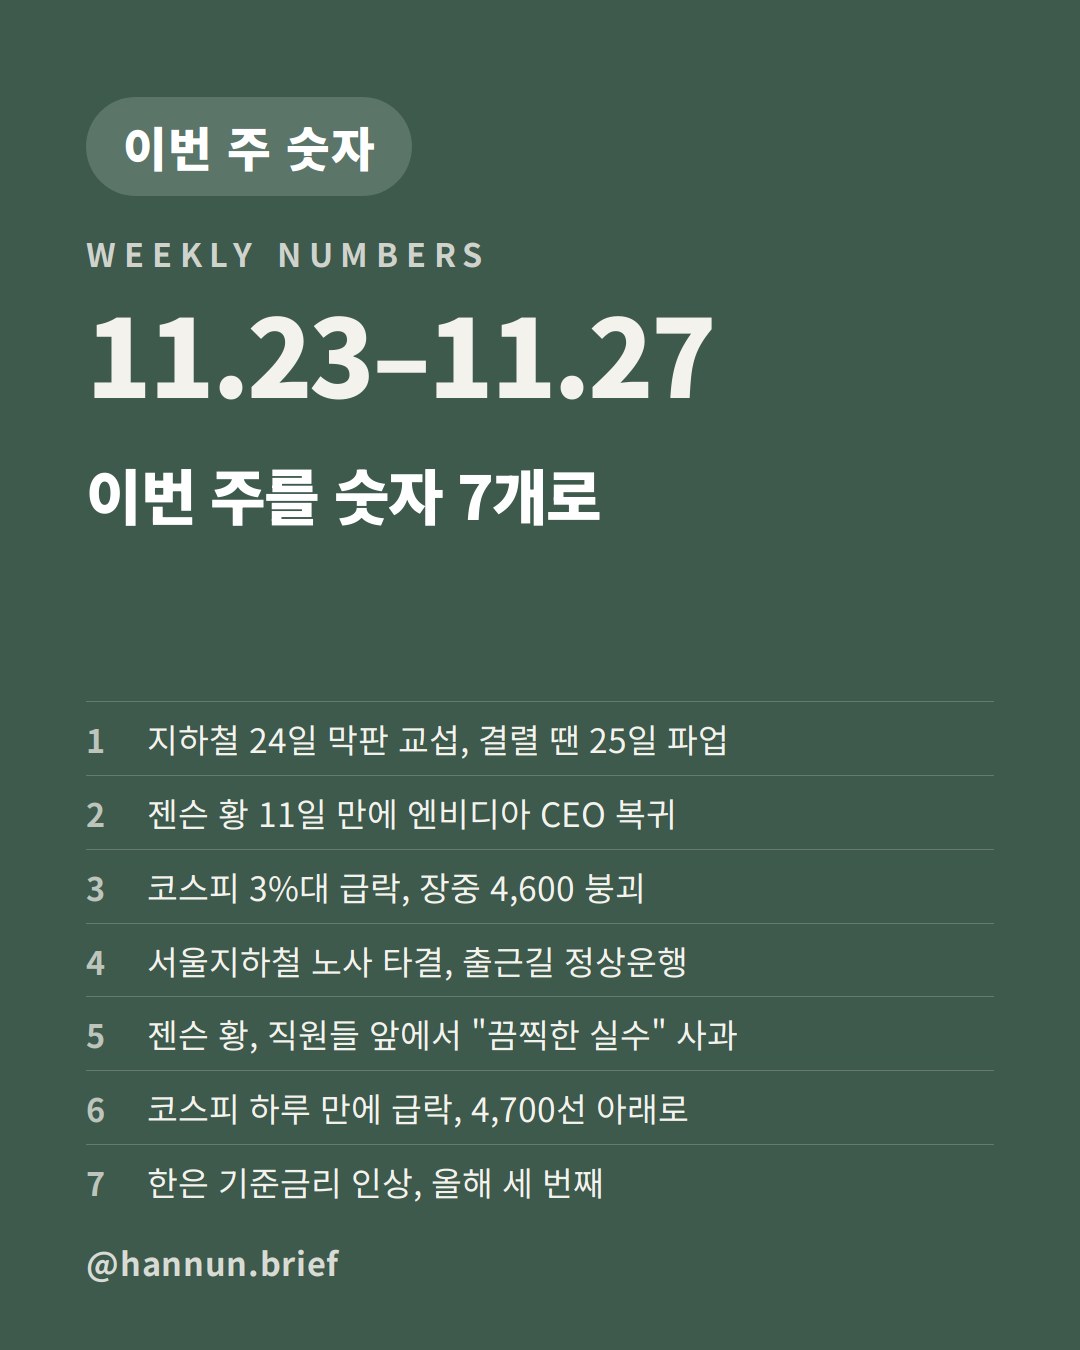 이번 주 숫자
WEEKLY NUMBERS
11.23–11.27
이번 주를 숫자 7개로
1 지하철 24일 막판 교섭, 결렬 땐 25일 파업
2 젠슨 황 11일 만에 엔비디아 CEO 복귀
3 코스피 3%대 급락, 장중 4,600 붕괴
4 서울지하철 노사 타결, 출근길 정상운행
5 젠슨 황, 직원들 앞에서 "끔찍한 실수" 사과
6 코스피 하루 만에 급락, 4,700선 아래로
7 한은 기준금리 인상, 올해 세 번째
@hannun.brief